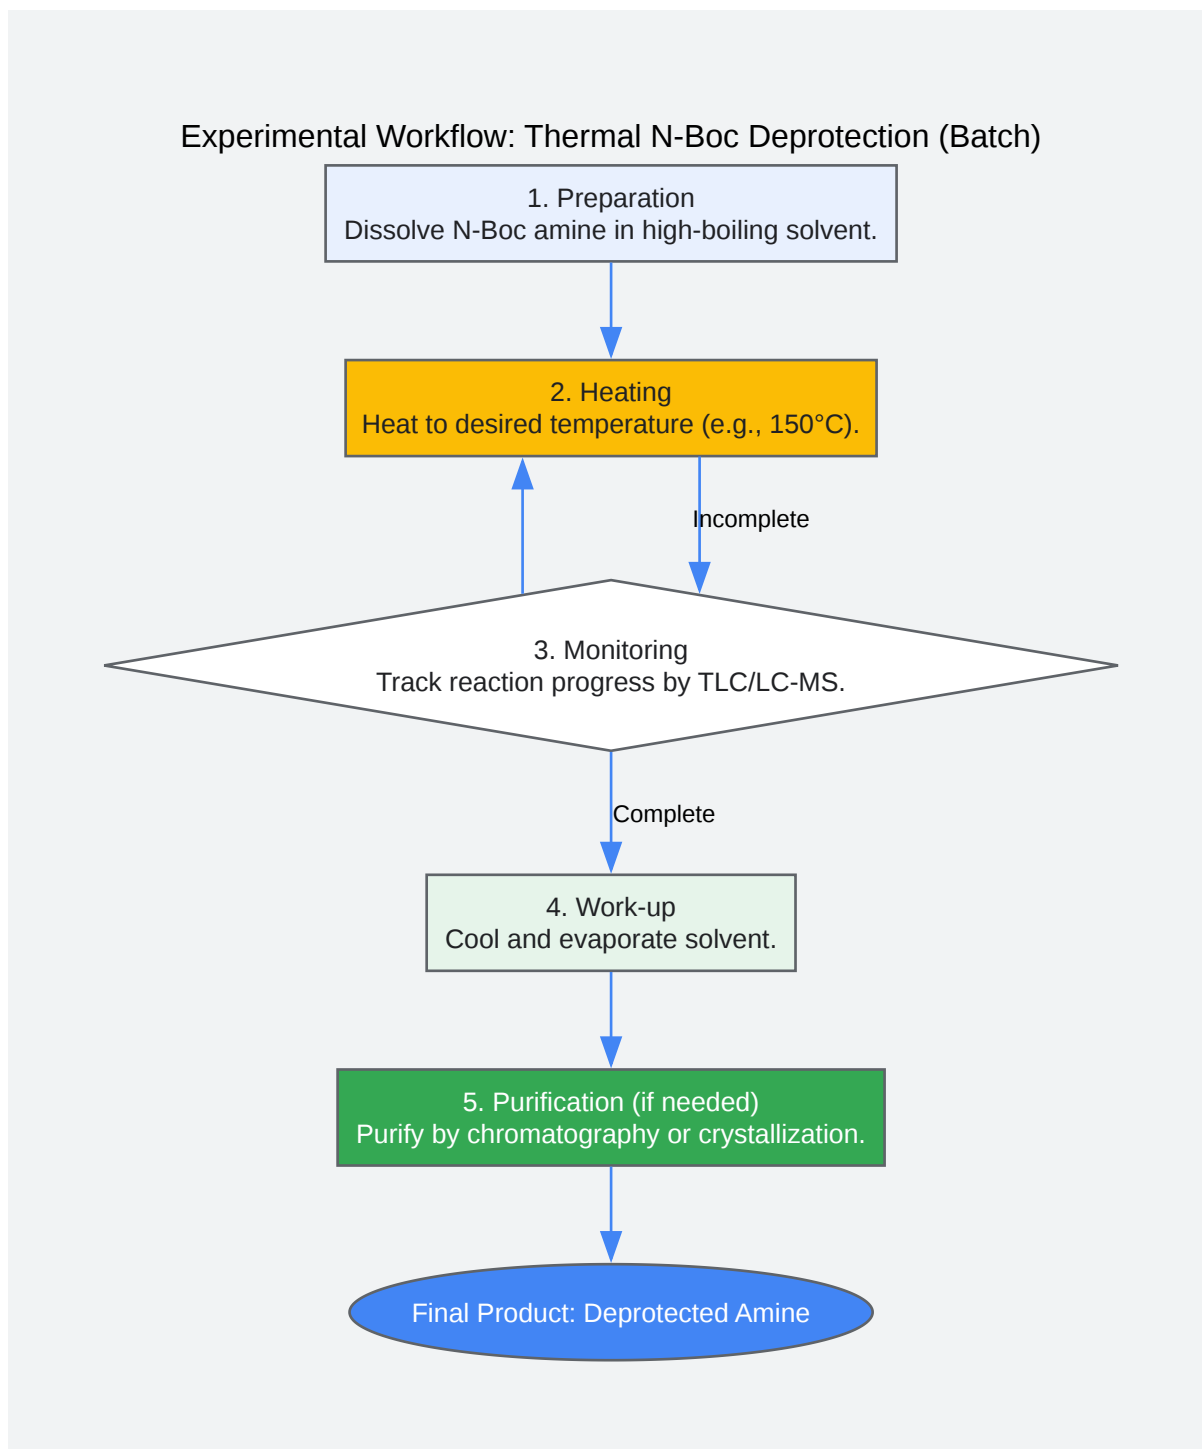 Experimental Workflow: Thermal N-Boc Deprotection (Batch)
1. Preparation
Dissolve N-Boc amine in high-boiling solvent.
2. Heating
Heat to desired temperature (e.g., 150°C).
Incomplete
3. Monitoring
Track reaction progress by TLC/LC-MS.
Complete
4. Work-up
Cool and evaporate solvent.
5. Purification (if needed)
Purify by chromatography or crystallization.
Final Product: Deprotected Amine